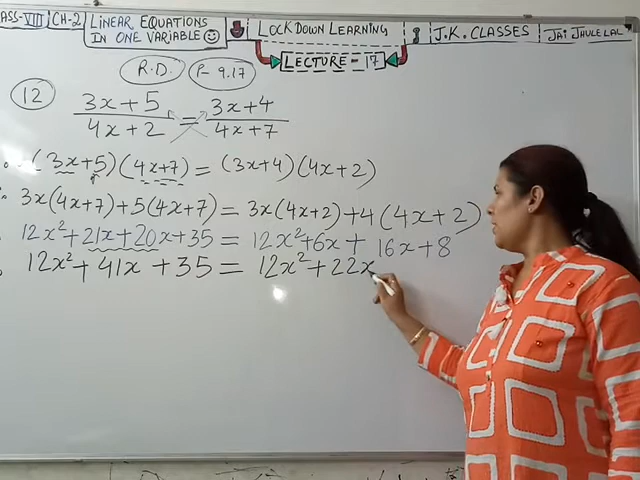 ASS-VIII CH-2 LINEAR EQUATIONS IN ONE VARIABLE ☺ LOCKDOWN LEARNING J.K. CLASSES JAI JHULELAL
LECTURE - 17
R.D. P- 9.17
12 (3x+5)/(4x+2) = (3x+4)/(4x+7)
(3x+5)(4x+7) = (3x+4)(4x+2)
3x(4x+7)+5(4x+7) = 3x(4x+2)+4(4x+2)
12x²+21x+20x+35 = 12x²+6x+16x+8
12x²+41x+35 = 12x²+22x